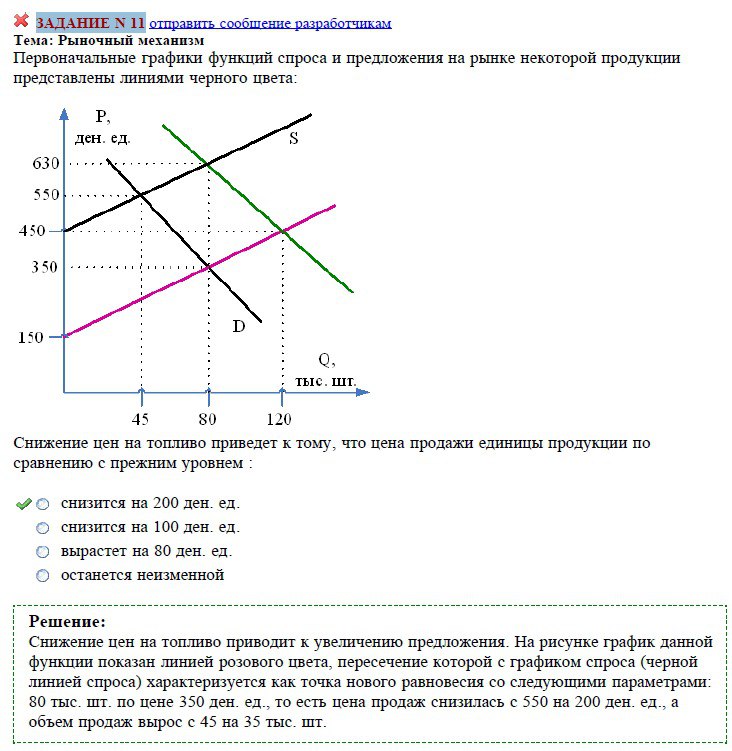 ЗАДАНИЕ N 11 отправить сообщение разработчикам
Тема: Рыночный механизм
Первоначальные графики функций спроса и предложения на рынке некоторой продукции
представлены линиями черного цвета:
P,
ден. ед.
S
630
550
450
350
D
150
Q,
тыс. шт.
45 80 120
Снижение цен на топливо приведет к тому, что цена продажи единицы продукции по
сравнению с прежним уровнем :
снизится на 200 ден. ед.
снизится на 100 ден. ед.
вырастет на 80 ден. ед.
останется неизменной
Решение:
Снижение цен на топливо приводит к увеличению предложения. На рисунке график данной
функции показан линией розового цвета, пересечение которой с графиком спроса (черной
линией спроса) характеризуется как точка нового равновесия со следующими параметрами:
80 тыс. шт. по цене 350 ден. ед., то есть цена продаж снизилась с 550 на 200 ден. ед., а
объем продаж вырос с 45 на 35 тыс. шт.